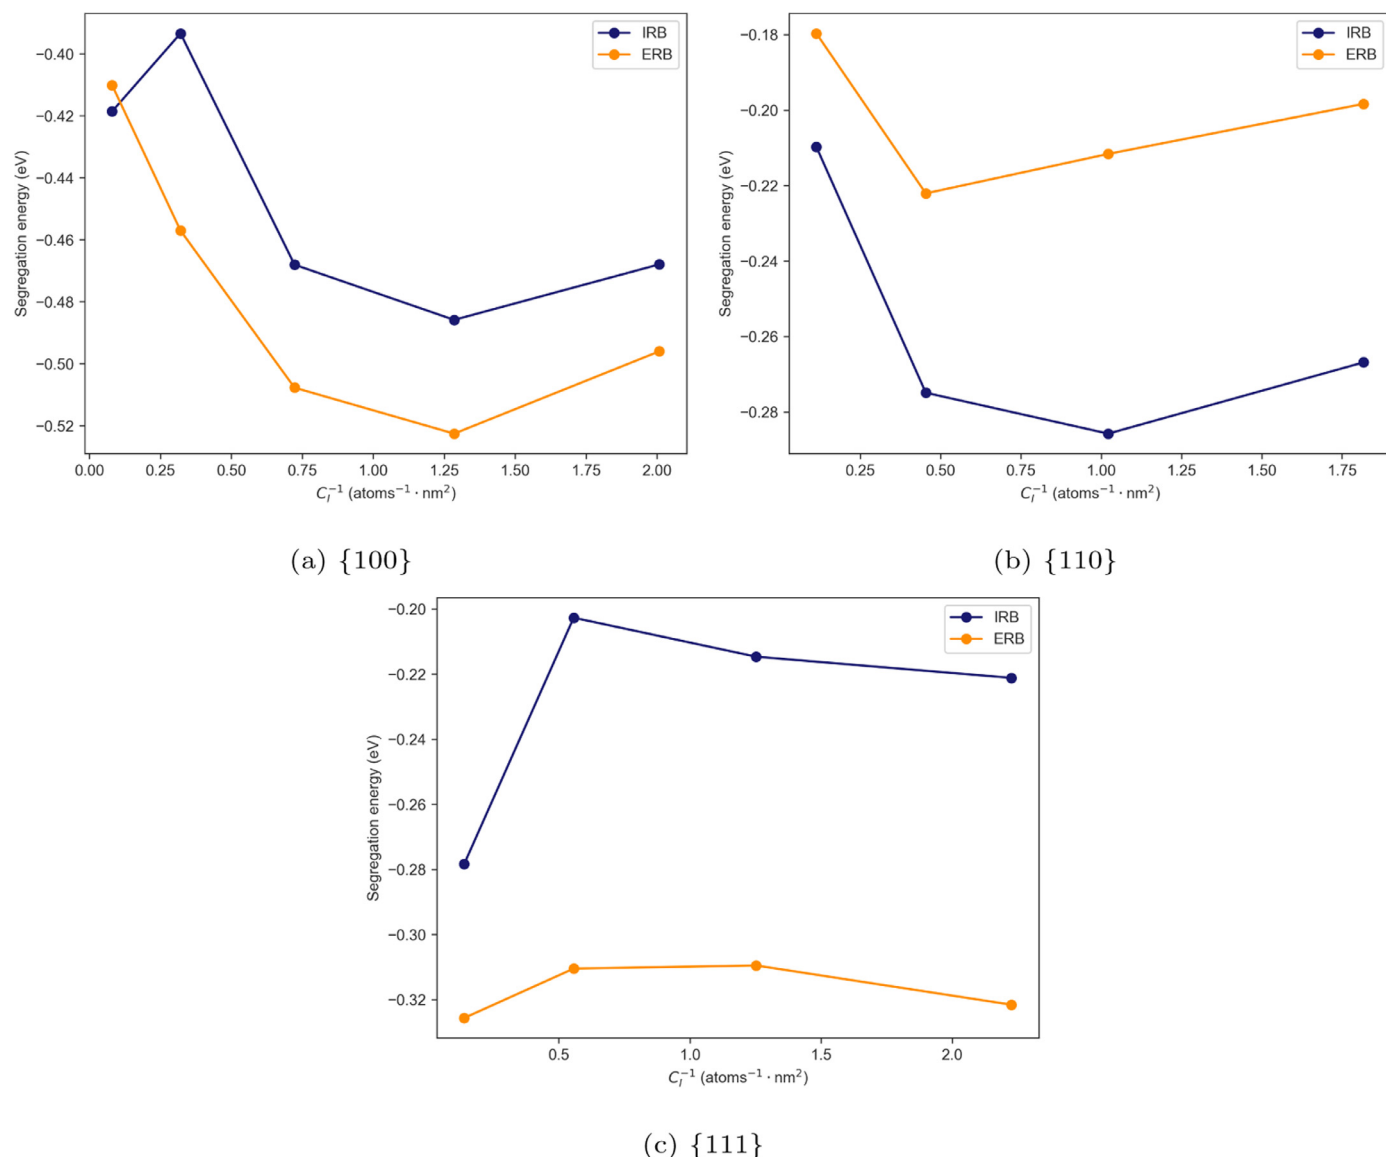 IRB
ERB
−0.40
−0.42
−0.44
−0.46
−0.48
−0.50
−0.52
Segregation energy (eV)
0.00 0.25 0.50 0.75 1.00 1.25 1.50 1.75 2.00
C_I^{−1} (atoms^{−1} · nm^2)
(a) {100}
IRB
ERB
−0.18
−0.20
−0.22
−0.24
−0.26
−0.28
Segregation energy (eV)
0.25 0.50 0.75 1.00 1.25 1.50 1.75
C_I^{−1} (atoms^{−1} · nm^2)
(b) {110}
IRB
ERB
−0.20
−0.22
−0.24
−0.26
−0.28
−0.30
−0.32
Segregation energy (eV)
0.5 1.0 1.5 2.0
C_I^{−1} (atoms^{−1} · nm^2)
(c) {111}